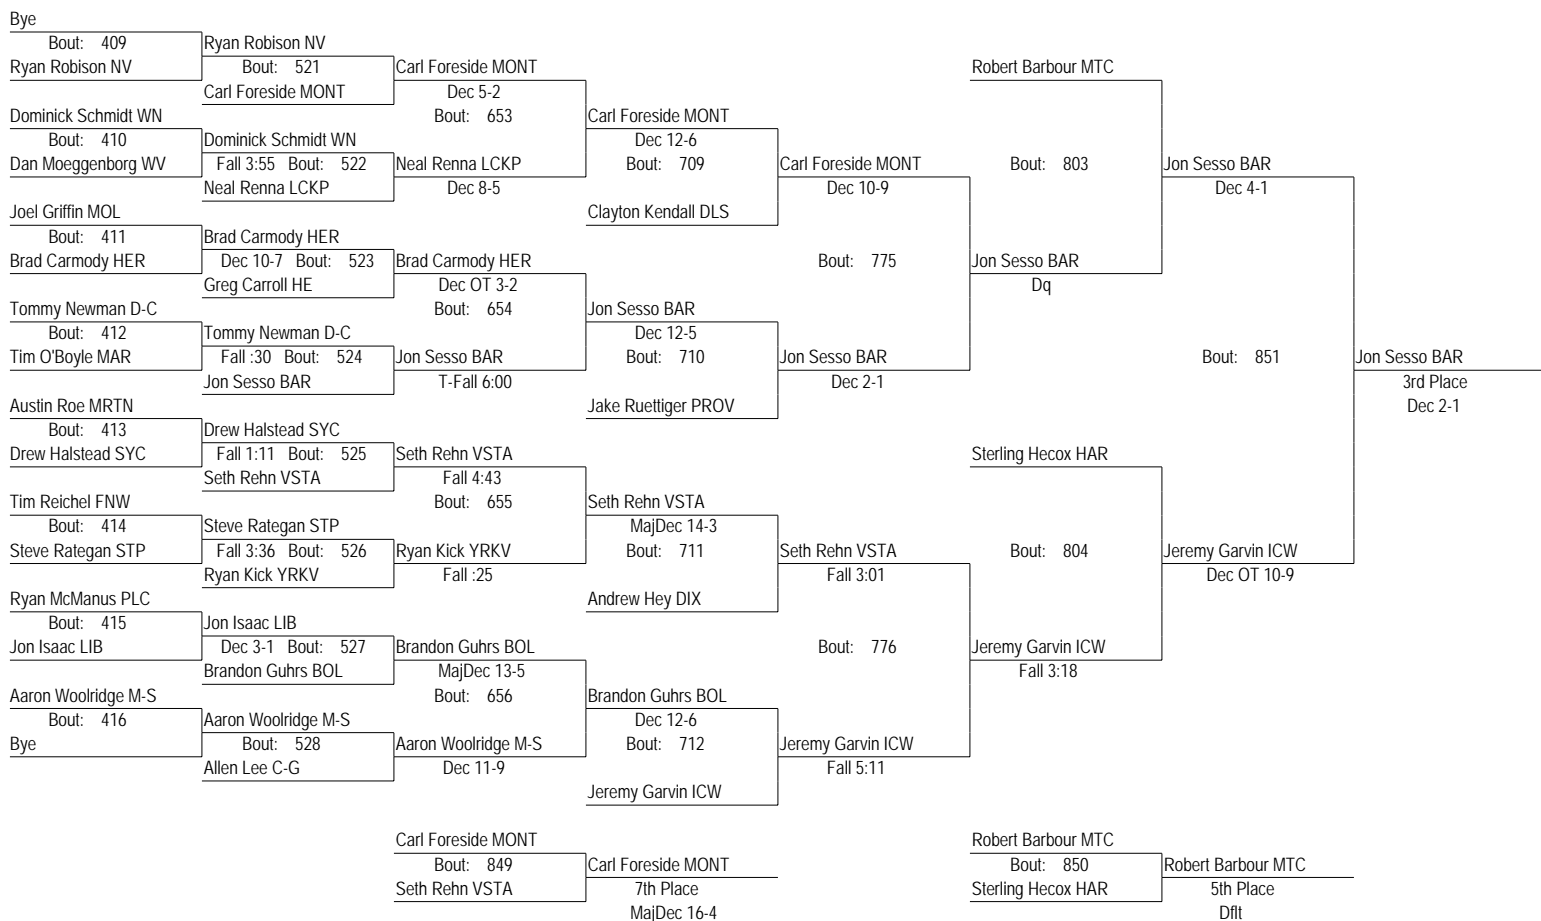 Bye
Bout: 409
Ryan Robison NV
Ryan Robison NV
Bout: 521
Carl Foreside MONT
Carl Foreside MONT
Dec 5-2
Bout: 653
Dominick Schmidt WN
Bout: 410
Dan Moeggenborg WV
Dominick Schmidt WN
Fall 3:55 Bout: 522
Neal Renna LCKP
Neal Renna LCKP
Dec 8-5
Carl Foreside MONT
Dec 12-6
Bout: 709
Clayton Kendall DLS
Carl Foreside MONT
Dec 10-9
Joel Griffin MOL
Bout: 411
Brad Carmody HER
Brad Carmody HER
Dec 10-7 Bout: 523
Greg Carroll HE
Brad Carmody HER
Dec OT 3-2
Bout: 654
Tommy Newman D-C
Bout: 412
Tim O'Boyle MAR
Tommy Newman D-C
Fall :30 Bout: 524
Jon Sesso BAR
Jon Sesso BAR
T-Fall 6:00
Jon Sesso BAR
Dec 12-5
Bout: 710
Jake Ruettiger PROV
Jon Sesso BAR
Dec 2-1
Bout: 775
Jon Sesso BAR
Dq
Robert Barbour MTC
Bout: 803
Jon Sesso BAR
Dec 4-1
Austin Roe MRTN
Bout: 413
Drew Halstead SYC
Drew Halstead SYC
Fall 1:11 Bout: 525
Seth Rehn VSTA
Seth Rehn VSTA
Fall 4:43
Bout: 655
Tim Reichel FNW
Bout: 414
Steve Rategan STP
Steve Rategan STP
Fall 3:36 Bout: 526
Ryan Kick YRKV
Ryan Kick YRKV
Fall :25
Seth Rehn VSTA
MajDec 14-3
Bout: 711
Andrew Hey DIX
Seth Rehn VSTA
Fall 3:01
Ryan McManus PLC
Bout: 415
Jon Isaac LIB
Jon Isaac LIB
Dec 3-1 Bout: 527
Brandon Guhrs BOL
Brandon Guhrs BOL
MajDec 13-5
Bout: 656
Aaron Woolridge M-S
Bout: 416
Bye
Aaron Woolridge M-S
Bout: 528
Allen Lee C-G
Aaron Woolridge M-S
Dec 11-9
Brandon Guhrs BOL
Dec 12-6
Bout: 712
Jeremy Garvin ICW
Jeremy Garvin ICW
Fall 5:11
Bout: 776
Jeremy Garvin ICW
Fall 3:18
Sterling Hecox HAR
Bout: 804
Jeremy Garvin ICW
Dec OT 10-9
Bout: 851
Jon Sesso BAR
3rd Place
Dec 2-1
Carl Foreside MONT
Bout: 849
Seth Rehn VSTA
Carl Foreside MONT
7th Place
MajDec 16-4
Robert Barbour MTC
Bout: 850
Sterling Hecox HAR
Robert Barbour MTC
5th Place
Dflt